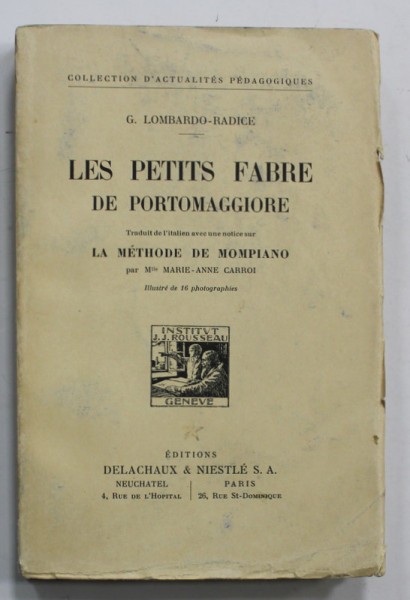 COLLECTION D'ACTUALITÉS PÉDAGOGIQUES
G. LOMBARDO-RADICE
LES PETITS FABRE
DE PORTOMAGGIORE
Traduit de l'italien avec une notice sur
LA MÉTHODE DE MOMPIANO
par Mlle MARIE-ANNE CARROI
Illustré de 16 photographies
INSTITVT
J.J. ROUSSEAU
GENÈVE
ÉDITIONS
DELACHAUX & NIESTLÉ S. A.
NEUCHATEL
4, RUE DE L'HOPITAL
PARIS
26, RUE ST-DOMINIQUE